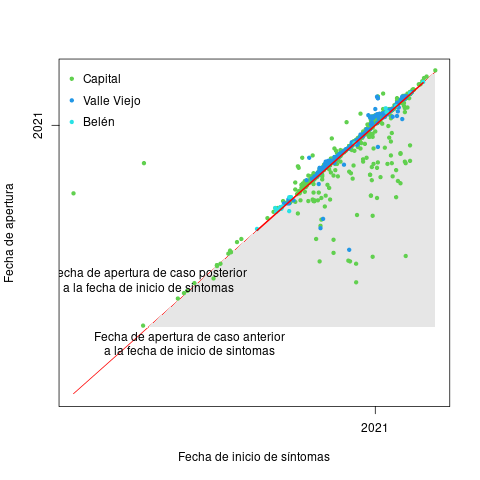 Capital
Valle Viejo
Belén
2021
Fecha de apertura
echa de apertura de caso posterior
a la fecha de inicio de síntomas
Fecha de apertura de caso anterior
a la fecha de inicio de sintomas
2021
Fecha de inicio de síntomas